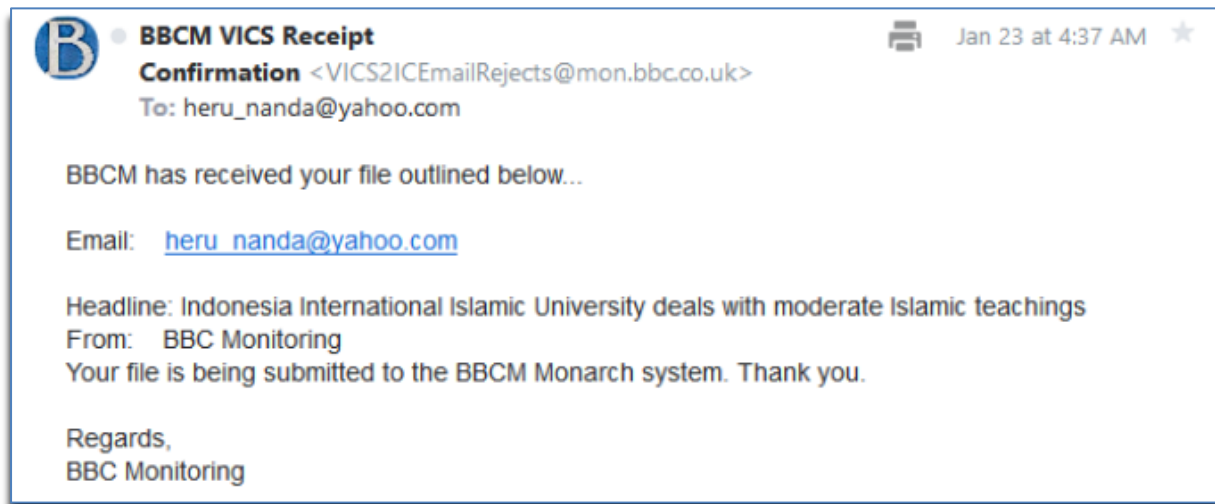 B
BBCM VICS Receipt Jan 23 at 4:37 AM
Confirmation <VICS2ICEmailRejects@mon.bbc.co.uk>
To: heru_nanda@yahoo.com
BBCM has received your file outlined below...
Email: heru_nanda@yahoo.com
Headline: Indonesia International Islamic University deals with moderate Islamic teachings
From: BBC Monitoring
Your file is being submitted to the BBCM Monarch system. Thank you.
Regards,
BBC Monitoring